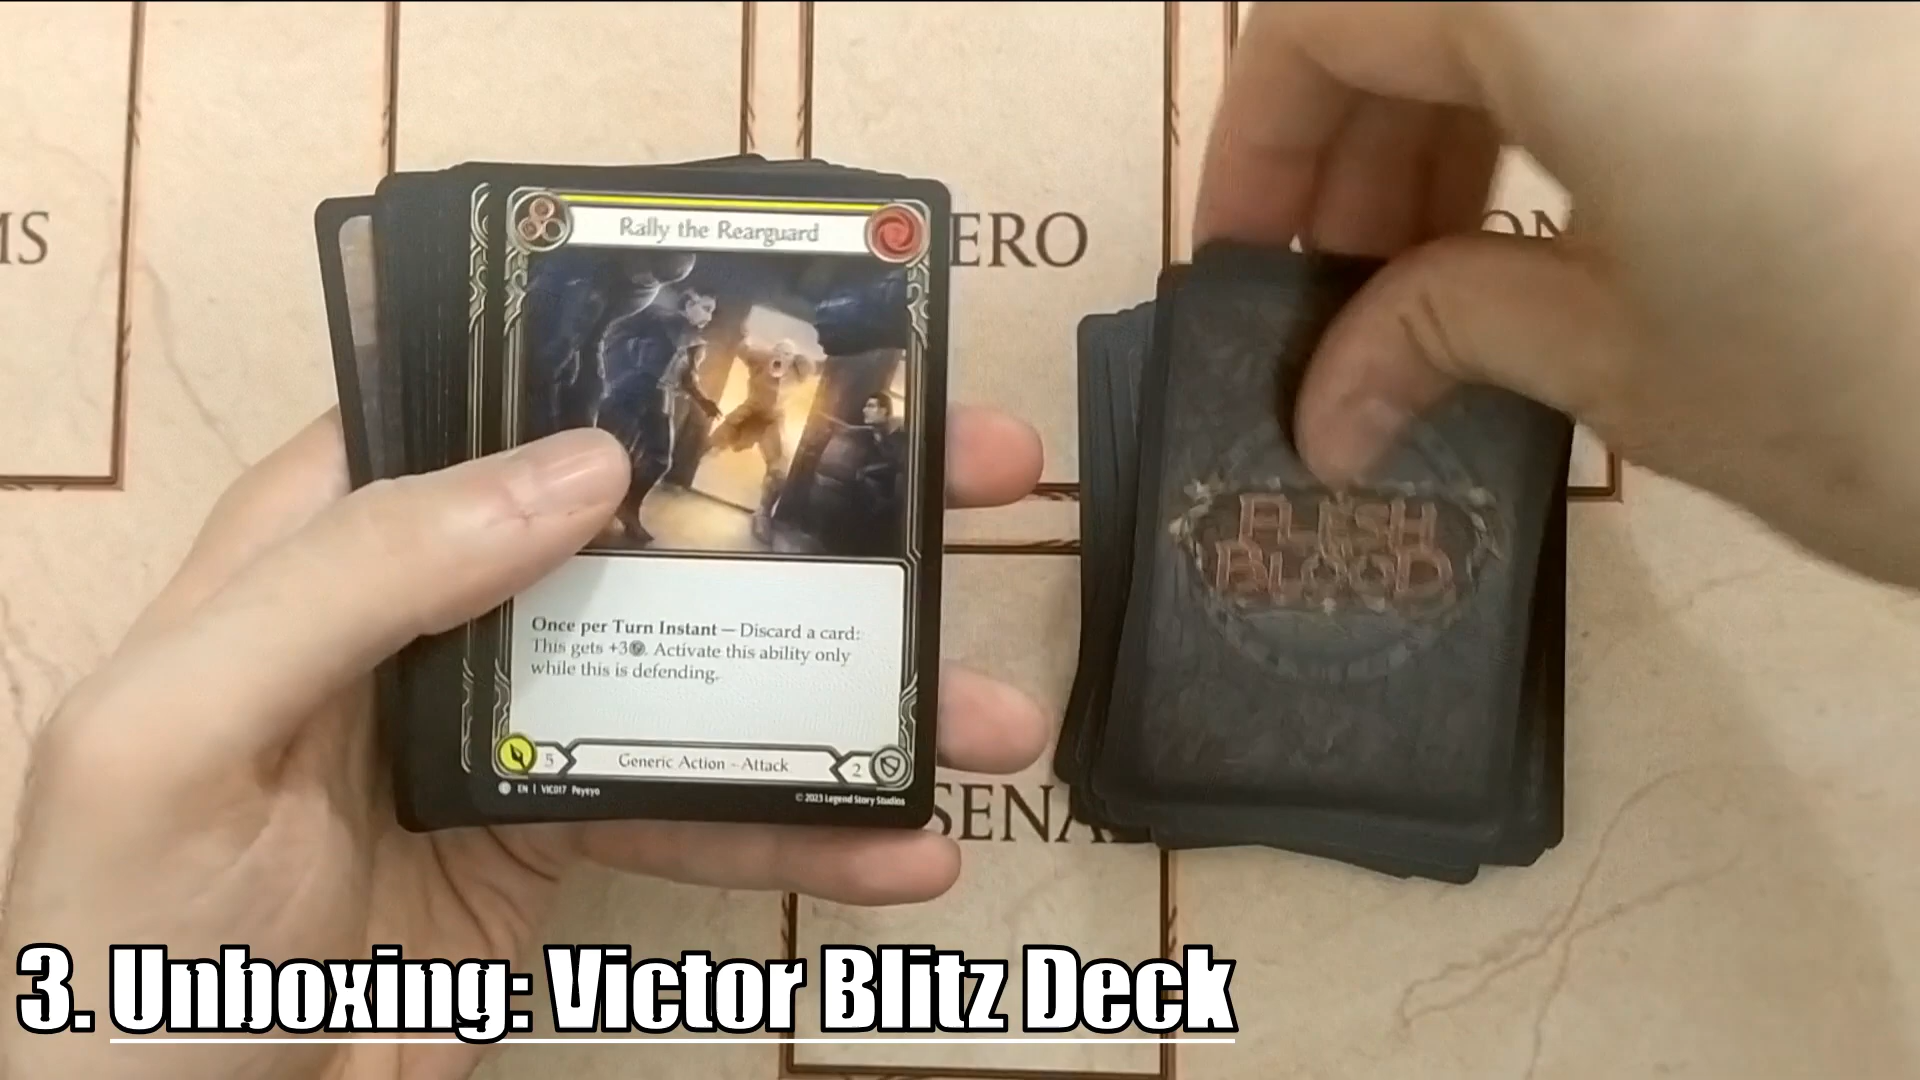 MS
ERO
ON
Rally the Rearguard
FLESH
BLOOD
Once per Turn Instant — Discard a card:
This gets +3. Activate this ability only
while this is defending.
5
Generic Action - Attack
2
EN | VIC017 Peyeyo
© 2023 Legend Story Studios
SENA
3. Unboxing: Victor Blitz Deck